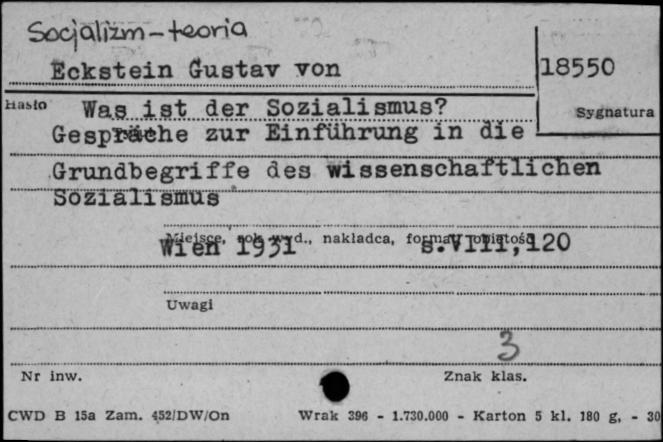 Socjalizm-teoria
Eckstein Gustav von
18550
Hasło Was ist der Sozialismus?
Sygnatura
Gespräche zur Einführung in die
Grundbegriffe des wissenschaftlichen
Sozialismus
Miejsce, rok wyd., nakładca, format, objętość
Wien 1931 s.VIII,120
Uwagi
3
Nr inw. Znak klas.
CWD B 15a Zam. 452/DW/On Wrak 396 - 1.730.000 - Karton 5 kl. 180 g, - 30